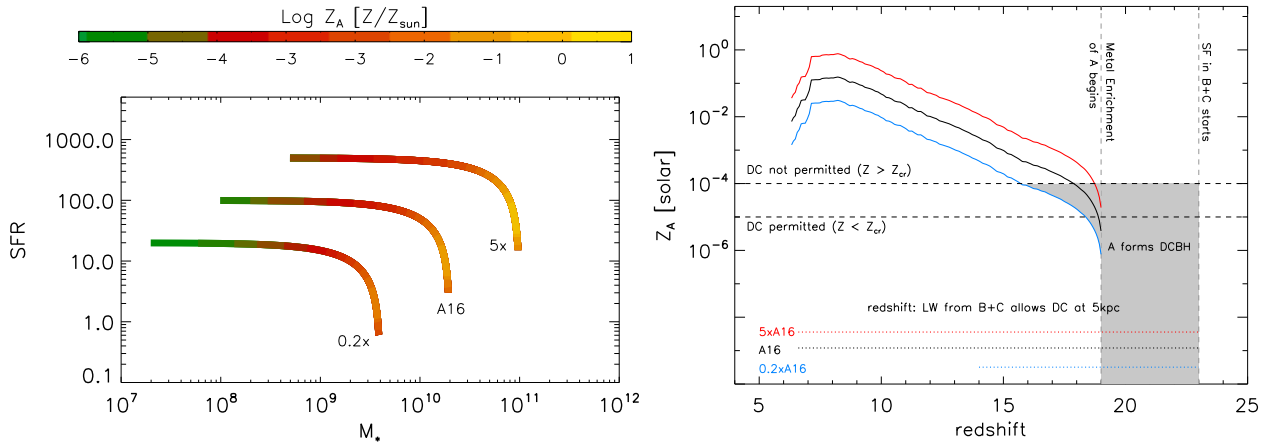 Log Z_A [Z/Z_sun]
-6 -5 -4 -3 -3 -2 -2 -1 -1 0 1
SFR
1000.0
100.0
10.0
1.0
0.1
5x
A16
0.2x
10^7 10^8 10^9 10^10 10^11 10^12
M_*
Z_A [solar]
10^0
10^-2
10^-4
10^-6
Metal Enrichment
of A begins
SF in B+C starts
DC not permitted (Z > Z_cr)
DC permitted (Z < Z_cr)
A forms DCBH
redshift: LW from B+C allows DC at 5kpc
5xA16
A16
0.2xA16
5 10 15 20 25
redshift